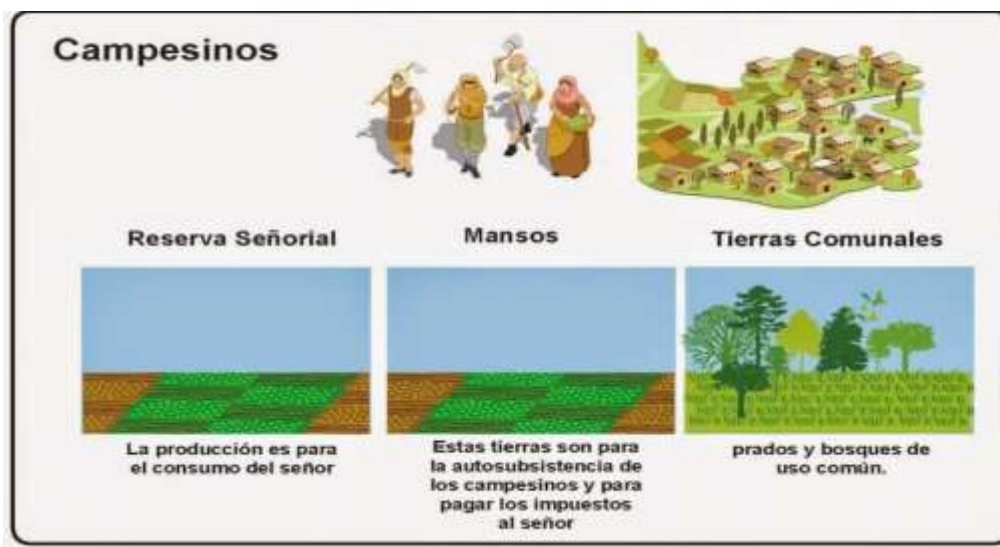 Campesinos
Reserva Señorial
Mansos
Tierras Comunales
La producción es para
el consumo del señor
Estas tierras son para
la autosubsistencia de
los campesinos y para
pagar los impuestos
al señor
prados y bosques de
uso común.